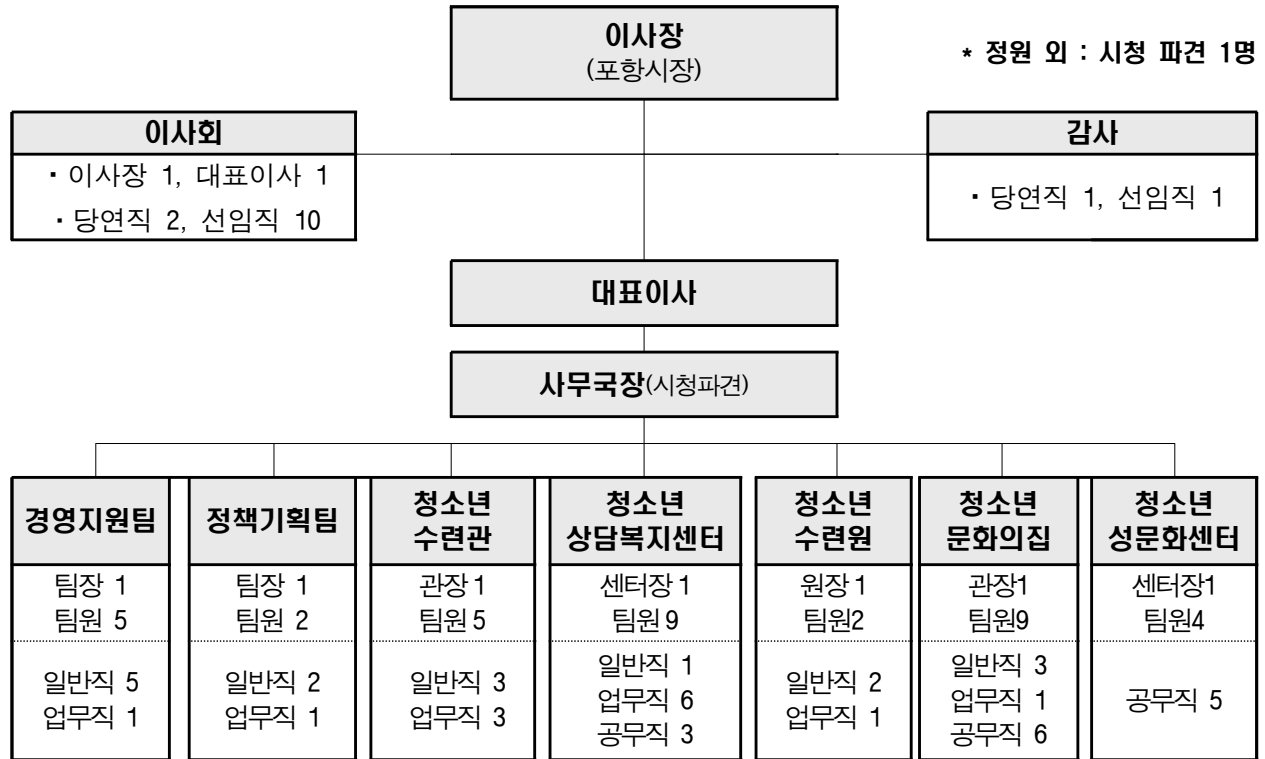 이사장
(포항시장)
* 정원 외 : 시청 파견 1명
이사회
・이사장 1, 대표이사 1
・당연직 2, 선임직 10
감사
・당연직 1, 선임직 1
대표이사
사무국장(시청파견)
경영지원팀
팀장 1
팀원 5
일반직 5
업무직 1
정책기획팀
팀장 1
팀원 2
일반직 2
업무직 1
청소년
수련관
관장 1
팀원 5
일반직 3
업무직 3
청소년
상담복지센터
센터장 1
팀원 9
일반직 1
업무직 6
공무직 3
청소년
수련원
원장 1
팀원2
일반직 2
업무직 1
청소년
문화의집
관장1
팀원9
일반직 3
업무직 1
공무직 6
청소년
성문화센터
센터장1
팀원4
공무직 5